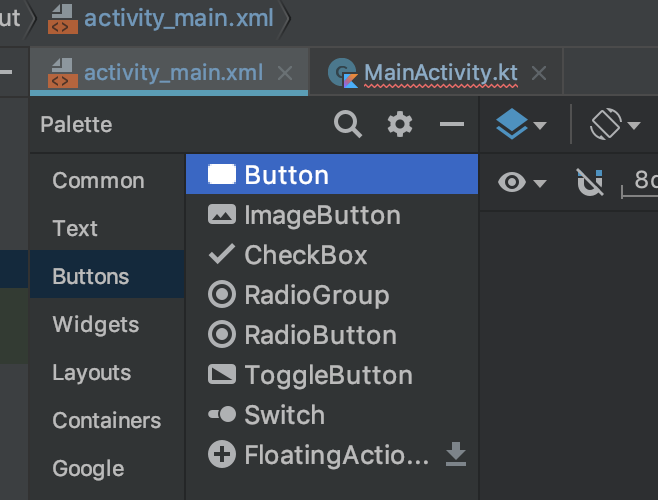 ut activity_main.xml
activity_main.xml MainActivity.kt
Palette
Common
Text
Buttons
Widgets
Layouts
Containers
Google
Button
ImageButton
CheckBox
RadioGroup
RadioButton
ToggleButton
Switch
FloatingActio...
8d